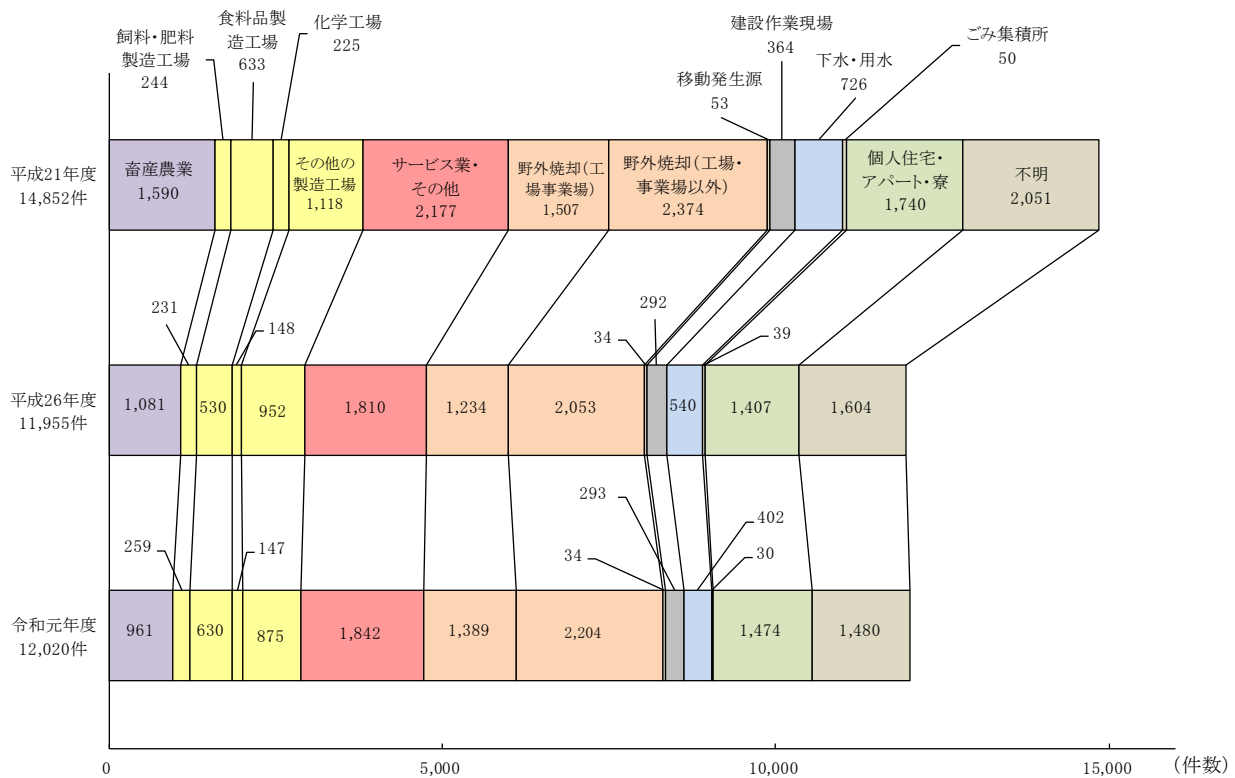 飼料・肥料
製造工場
244
食料品製
造工場
633
化学工場
225
移動発生源
53
建設作業現場
364
下水・用水
726
ごみ集積所
50
平成21年度
14,852件
畜産農業
1,590
その他の
製造工場
1,118
サービス業・
その他
2,177
野外焼却(工
場事業場)
1,507
野外焼却(工場・
事業場以外)
2,374
個人住宅・
アパート・寮
1,740
不明
2,051
231
148
34
292
39
平成26年度
11,955件
1,081
530
952
1,810
1,234
2,053
540
1,407
1,604
259
147
34
293
402
30
令和元年度
12,020件
961
630
875
1,842
1,389
2,204
1,474
1,480
0
5,000
10,000
15,000
(件数)